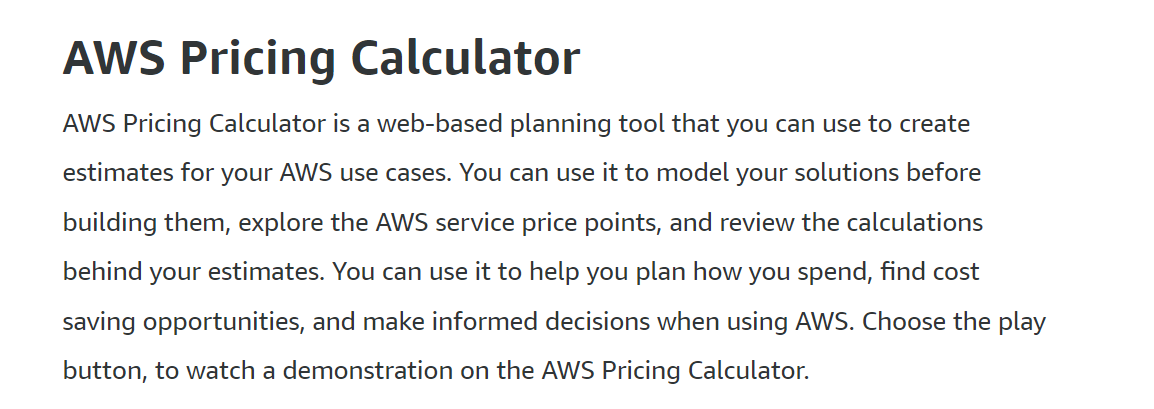 AWS Pricing Calculator
AWS Pricing Calculator is a web-based planning tool that you can use to create
estimates for your AWS use cases. You can use it to model your solutions before
building them, explore the AWS service price points, and review the calculations
behind your estimates. You can use it to help you plan how you spend, find cost
saving opportunities, and make informed decisions when using AWS. Choose the play
button, to watch a demonstration on the AWS Pricing Calculator.